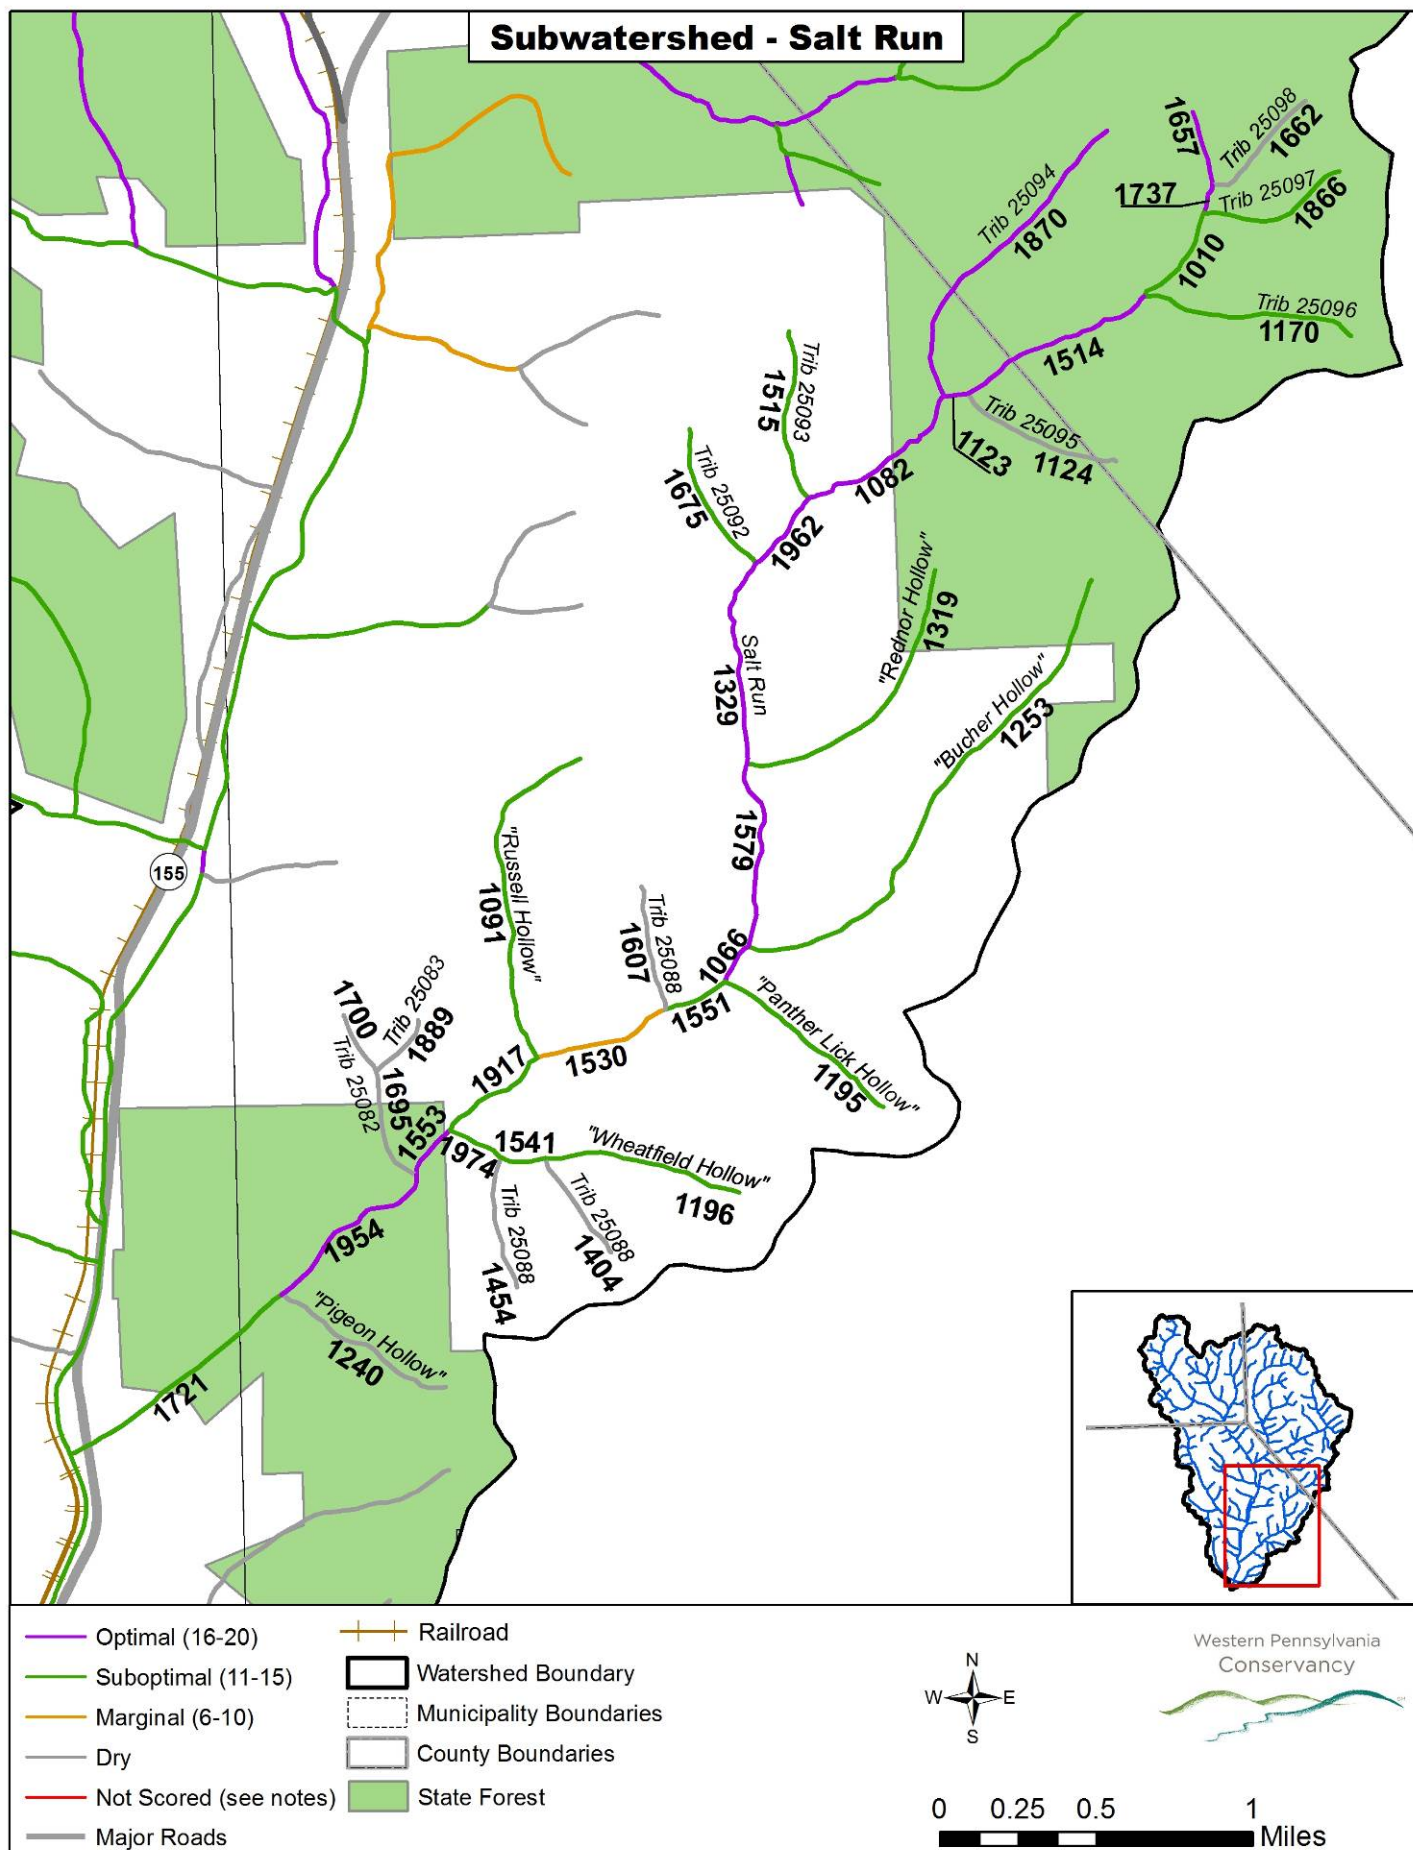 Subwatershed - Salt Run
1657
Trib 25098
1662
1737
Trib 25097
1866
Trib 25094
1870
1010
Trib 25096
1170
1514
Trib 25093
1515
Trib 25095
1124
1123
1082
Trib 25092
1675
1962
"Rednor Hollow"
1319
Salt Run
1329
"Bucher Hollow"
1253
1579
155
"Russell Hollow"
1091
Trib 25088
1607
1066
1551
"Panther Lick Hollow"
1195
1700
Trib 25083
1889
Trib 25082
1695
1917
1530
1553
1974
1541
"Wheatfield Hollow"
1196
Trib 25088
1454
Trib 25088
1404
1954
"Pigeon Hollow"
1240
1721
Optimal (16-20)
Suboptimal (11-15)
Marginal (6-10)
Dry
Not Scored (see notes)
Major Roads
Railroad
Watershed Boundary
Municipality Boundaries
County Boundaries
State Forest
N
W E
S
Western Pennsylvania
Conservancy
0 0.25 0.5 1
Miles